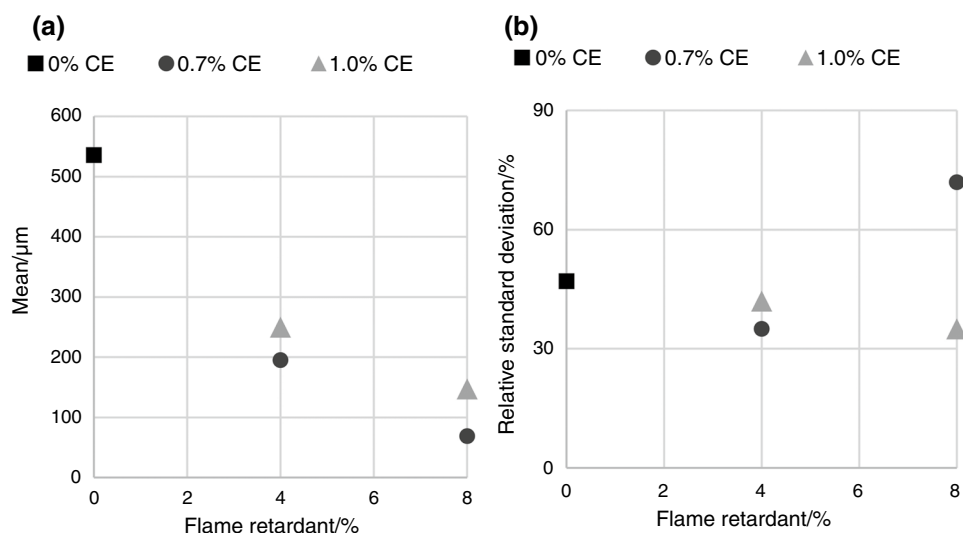 (a)
0% CE 0.7% CE 1.0% CE
600
500
400
300
200
100
0
0 2 4 6 8
Mean/µm
Flame retardant/%
(b)
0% CE 0.7% CE 1.0% CE
90
60
30
0
0 2 4 6 8
Relative standard deviation/%
Flame retardant/%